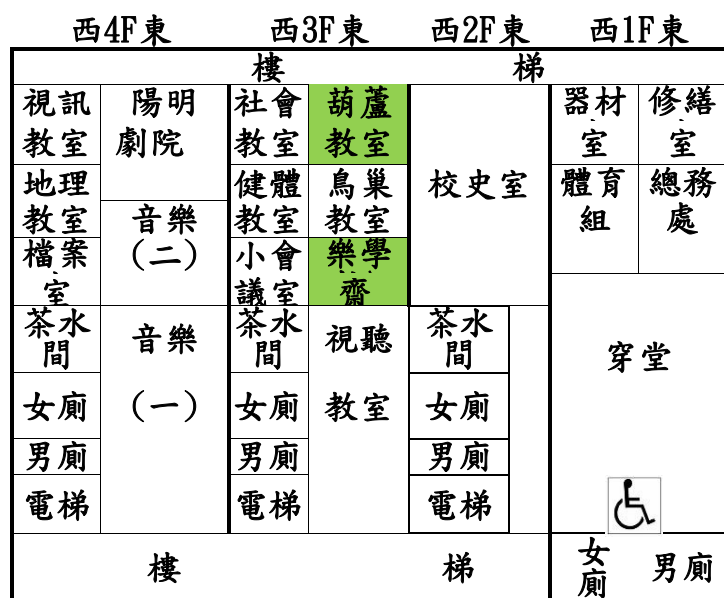 西4F東 西3F東 西2F東 西1F東
樓 梯
視訊 陽明 社會 葫蘆 器材 修繕
教室 劇院 教室 教室 室 室
地理 健體 鳥巢 校史室 體育 總務
教室 音樂 教室 教室 組 處
檔案 （二） 小會 樂學
室 議室 齋
茶水 音樂 茶水 視聽 茶水
間 間 間 穿堂
女廁 （一） 女廁 教室 女廁
男廁 男廁 男廁
電梯 電梯 電梯
樓 梯 女 男廁
廁